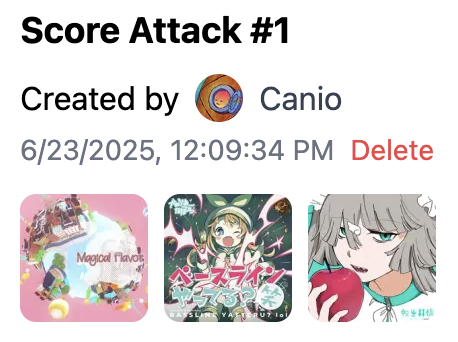 Score Attack #1
Created by Canio
6/23/2025, 12:09:34 PM Delete
Magical Flavor
ベースライン
やってる?笑
BASSLINE YATTERU? lol